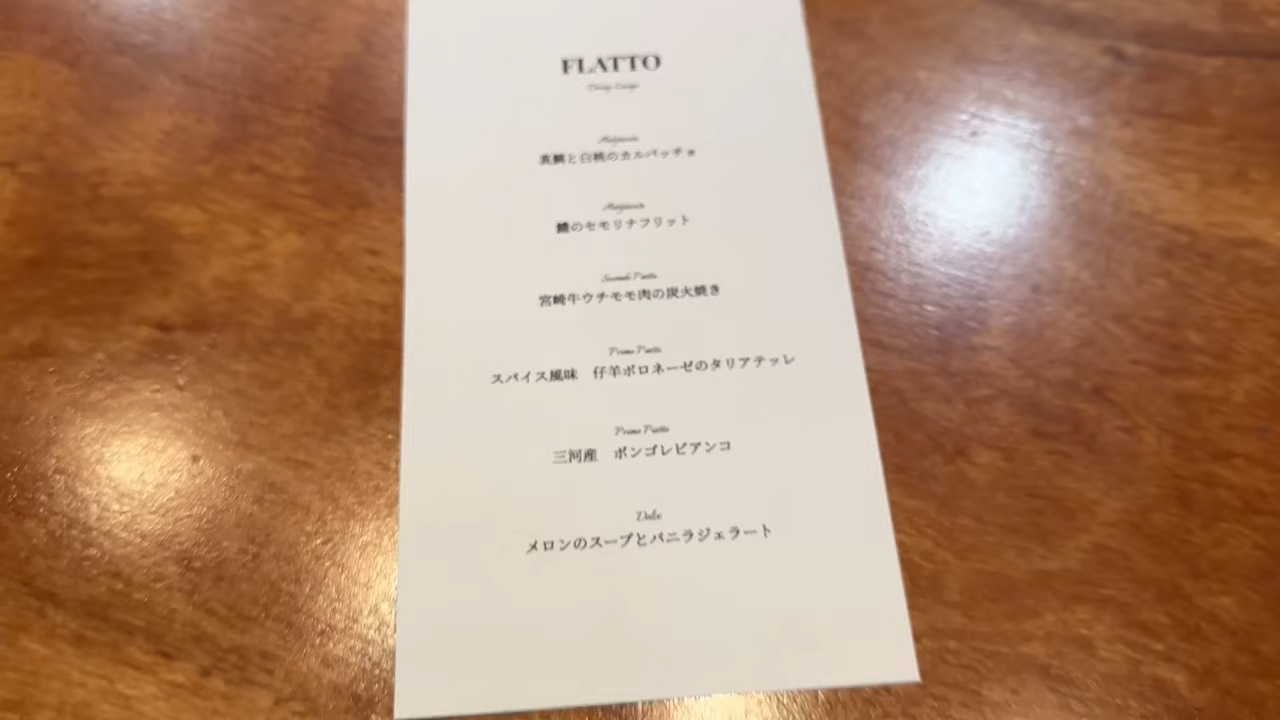 FLATTO
Antipasto
真鯛と白桃のカルパッチョ
Antipasto
のセモリナフリット
Secondo Piatto
宮崎牛ウチモモ肉の炭火焼き
Primo Piatto
スパイス風味 仔羊ボロネーゼのタリアテッレ
Primo Piatto
三河産 ボンゴレビアンコ
Dolce
メロンのスープとバニラジェラート